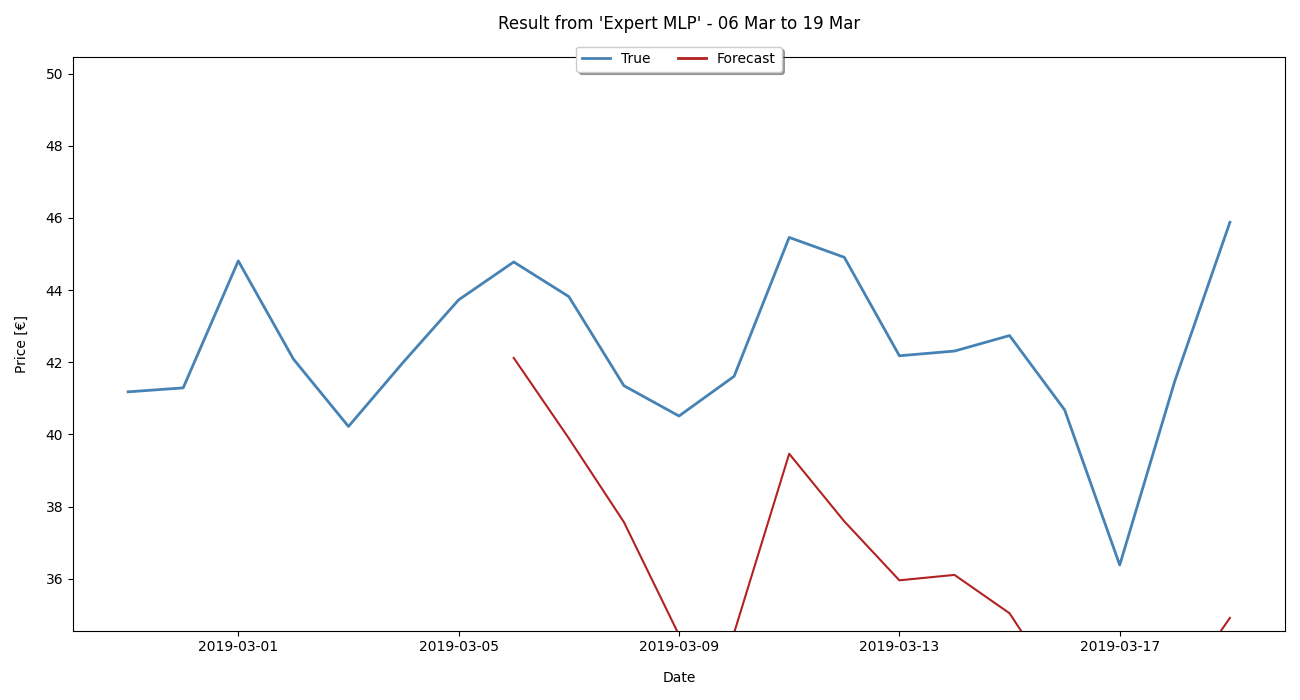 Result from 'Expert MLP' - 06 Mar to 19 Mar
True Forecast
50
48
46
44
42
40
38
36
Price [€]
2019-03-01 2019-03-05 2019-03-09 2019-03-13 2019-03-17
Date